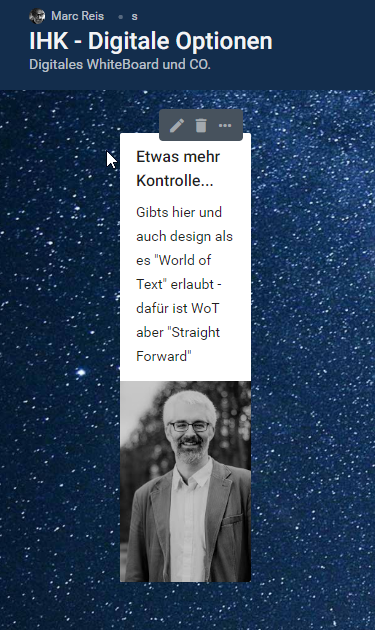 Marc Reis • s
IHK - Digitale Optionen
Digitales WhiteBoard und CO.
Etwas mehr
Kontrolle...
Gibts hier und
auch design als
es "World of
Text" erlaubt -
dafür ist WoT
aber "Straight
Forward"